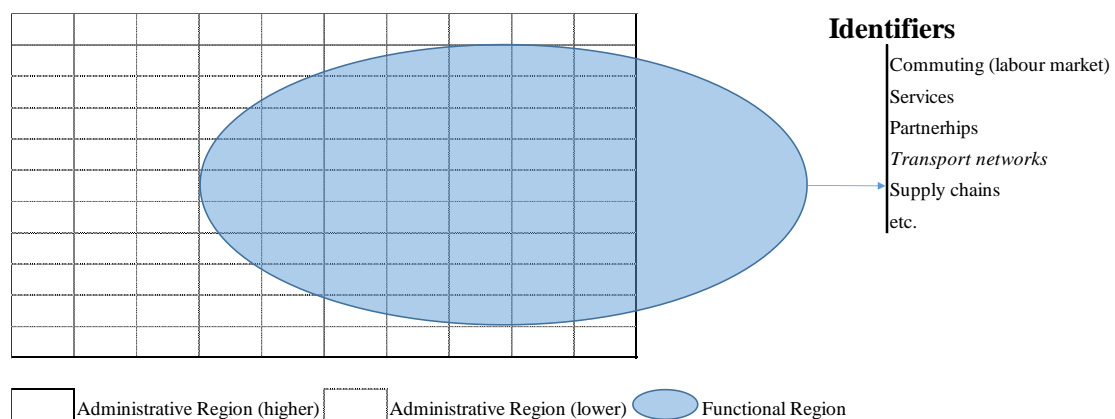 Identifiers
Commuting (labour market)
Services
Partnerhips
Transport networks
Supply chains
etc.
Administrative Region (higher) Administrative Region (lower) Functional Region